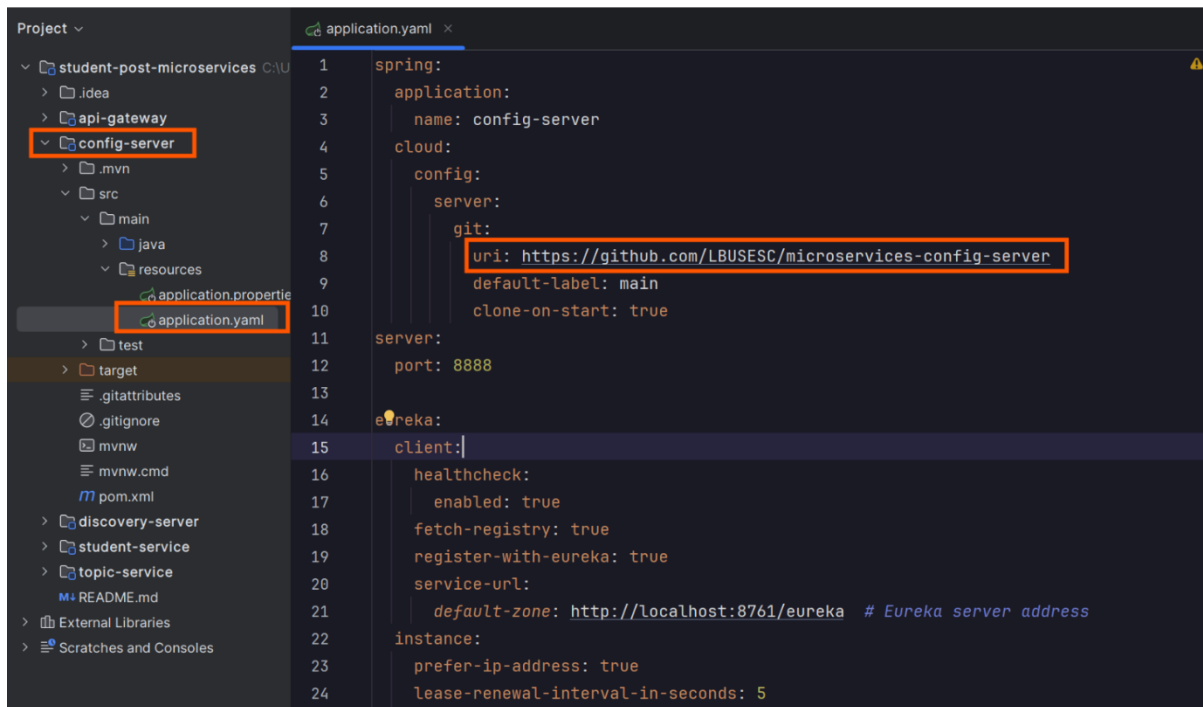 Project
student-post-microservices C:\U
.idea
api-gateway
config-server
.mvn
src
main
java
resources
application.propertie
application.yaml
test
target
.gitattributes
.gitignore
mvnw
mvnw.cmd
m pom.xml
discovery-server
student-service
topic-service
M↓ README.md
External Libraries
Scratches and Consoles
application.yaml ×
1 spring:
2 application:
3 name: config-server
4 cloud:
5 config:
6 server:
7 git:
8 uri: https://github.com/LBUSESC/microservices-config-server
9 default-label: main
10 clone-on-start: true
11 server:
12 port: 8888
13
14 eureka:
15 client:
16 healthcheck:
17 enabled: true
18 fetch-registry: true
19 register-with-eureka: true
20 service-url:
21 default-zone: http://localhost:8761/eureka # Eureka server address
22 instance:
23 prefer-ip-address: true
24 lease-renewal-interval-in-seconds: 5